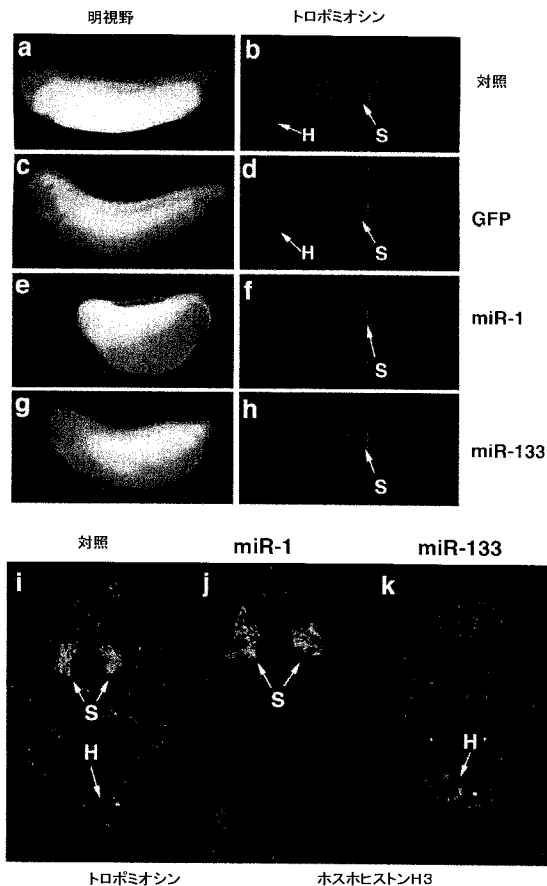 明視野 トロポミオシン
a b 対照
H S
c d GFP
H S
e f miR-1
S
g h miR-133
S
対照 miR-1 miR-133
i j k
S S
H H
トロポミオシン ホスホヒストンH3